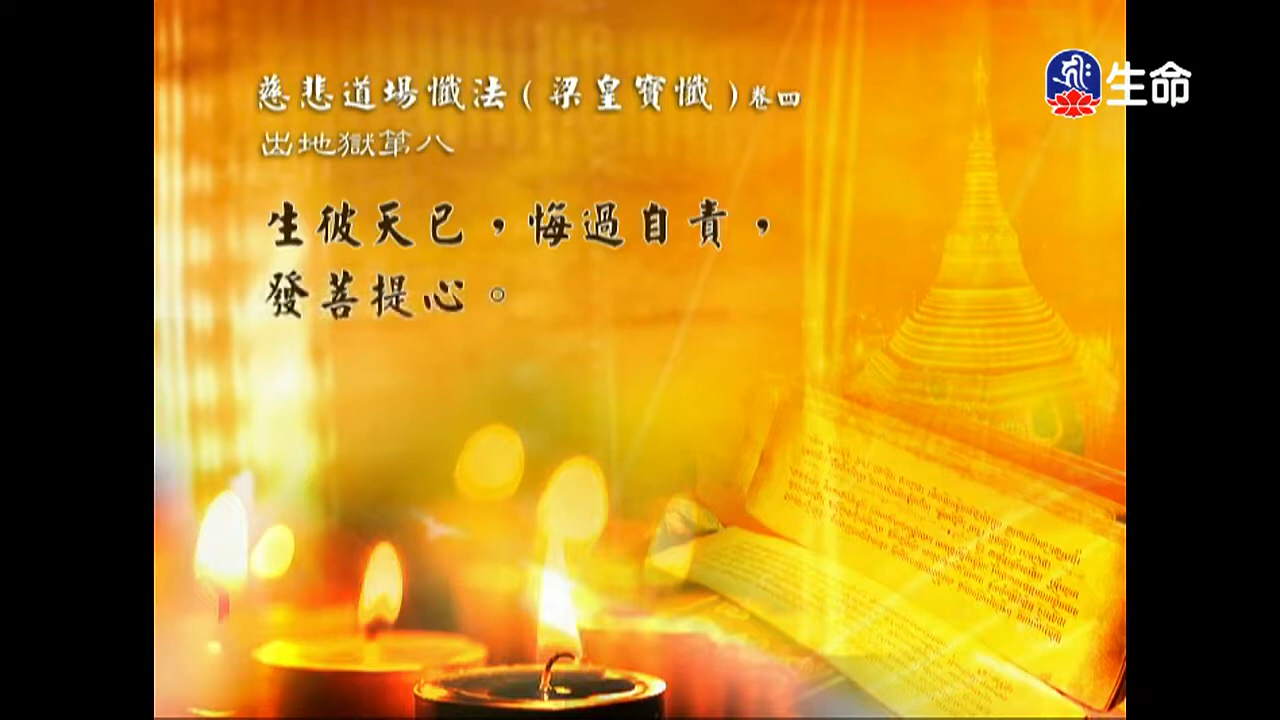 慈悲道場懺法(梁皇寶懺)卷四
出地獄第八
生彼天已，悔過自責，
發菩提心。
生命